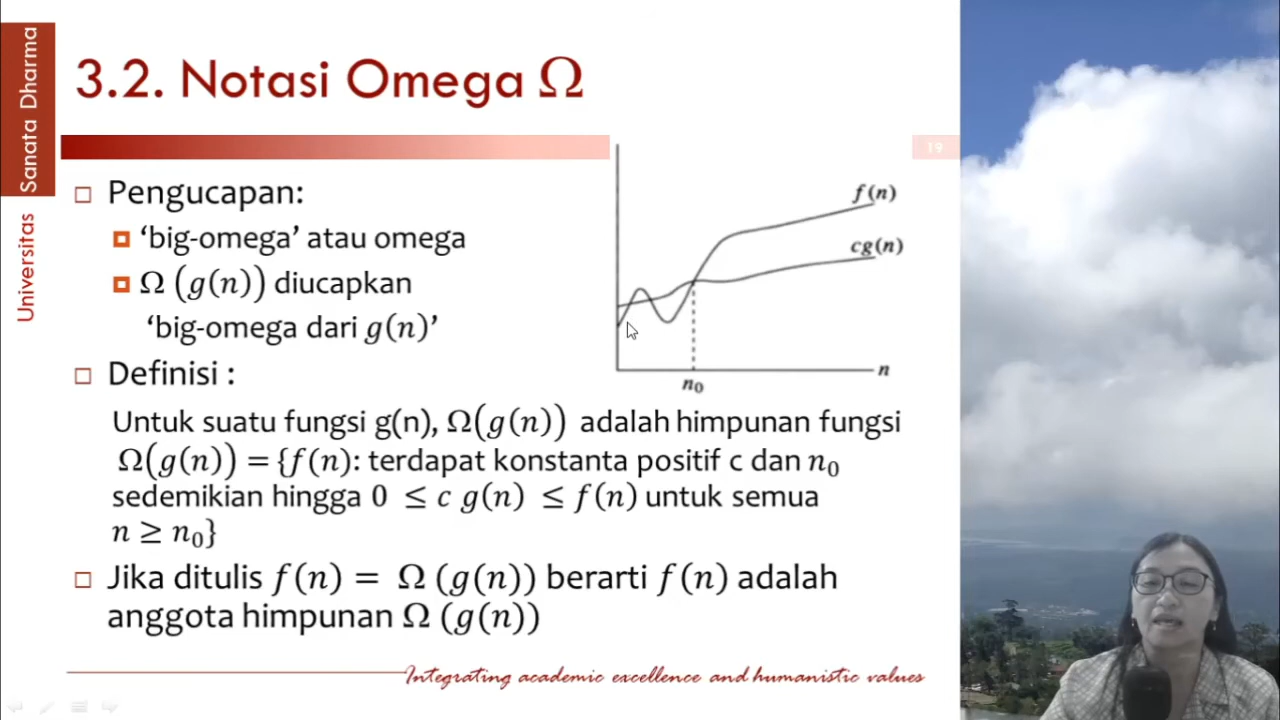 Universitas Sanata Dharma
3.2. Notasi Omega Ω
19
□ Pengucapan:
‘big-omega’ atau omega
Ω (g(n)) diucapkan
‘big-omega dari g(n)’
f(n)
cg(n)
n
n₀
□ Definisi :
Untuk suatu fungsi g(n), Ω(g(n)) adalah himpunan fungsi
Ω(g(n)) = {f(n): terdapat konstanta positif c dan n₀
sedemikian hingga 0 ≤ c g(n) ≤ f(n) untuk semua
n ≥ n₀}
□ Jika ditulis f(n) = Ω (g(n)) berarti f(n) adalah
anggota himpunan Ω (g(n))
Integrating academic excellence and humanistic values